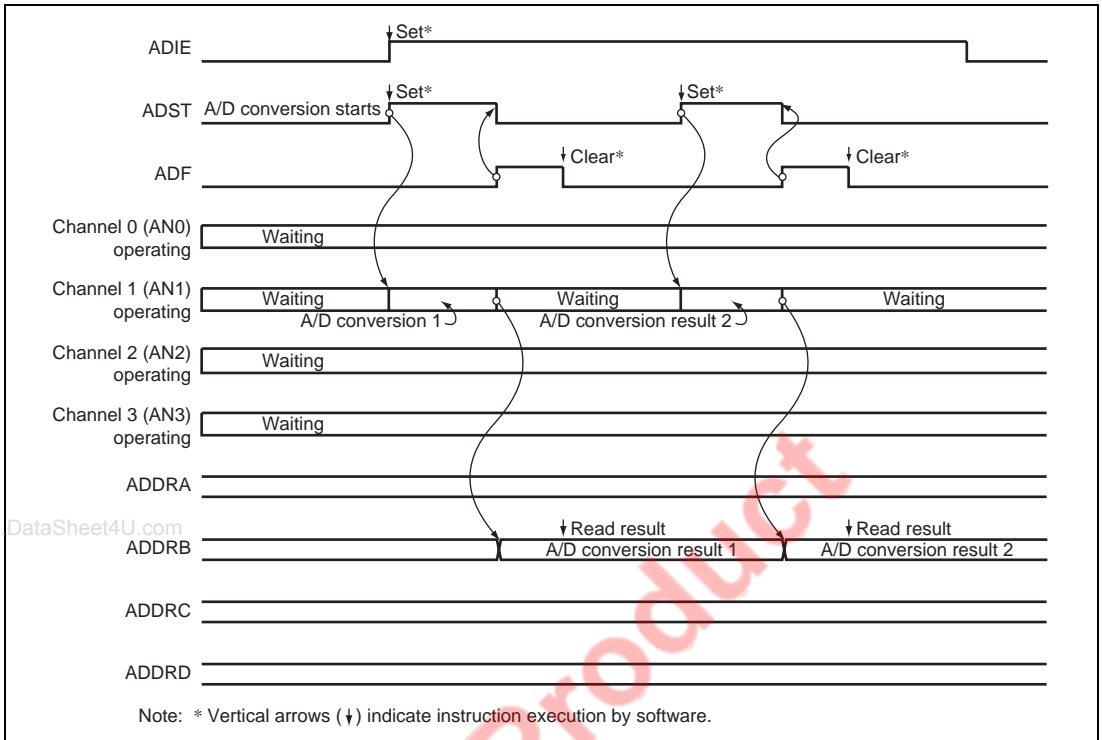 Set*
ADIE
Set*
Set*
ADST
A/D conversion starts
Clear*
Clear*
ADF
Channel 0 (AN0)
operating
Waiting
Channel 1 (AN1)
operating
Waiting
Waiting
Waiting
A/D conversion 1
A/D conversion result 2
Channel 2 (AN2)
operating
Waiting
Channel 3 (AN3)
operating
Waiting
ADDRA
DataSheet4U.com
Read result
Read result
ADDRB
A/D conversion result 1
A/D conversion result 2
ADDRC
ADDRD
Note: * Vertical arrows (↓) indicate instruction execution by software.
Product